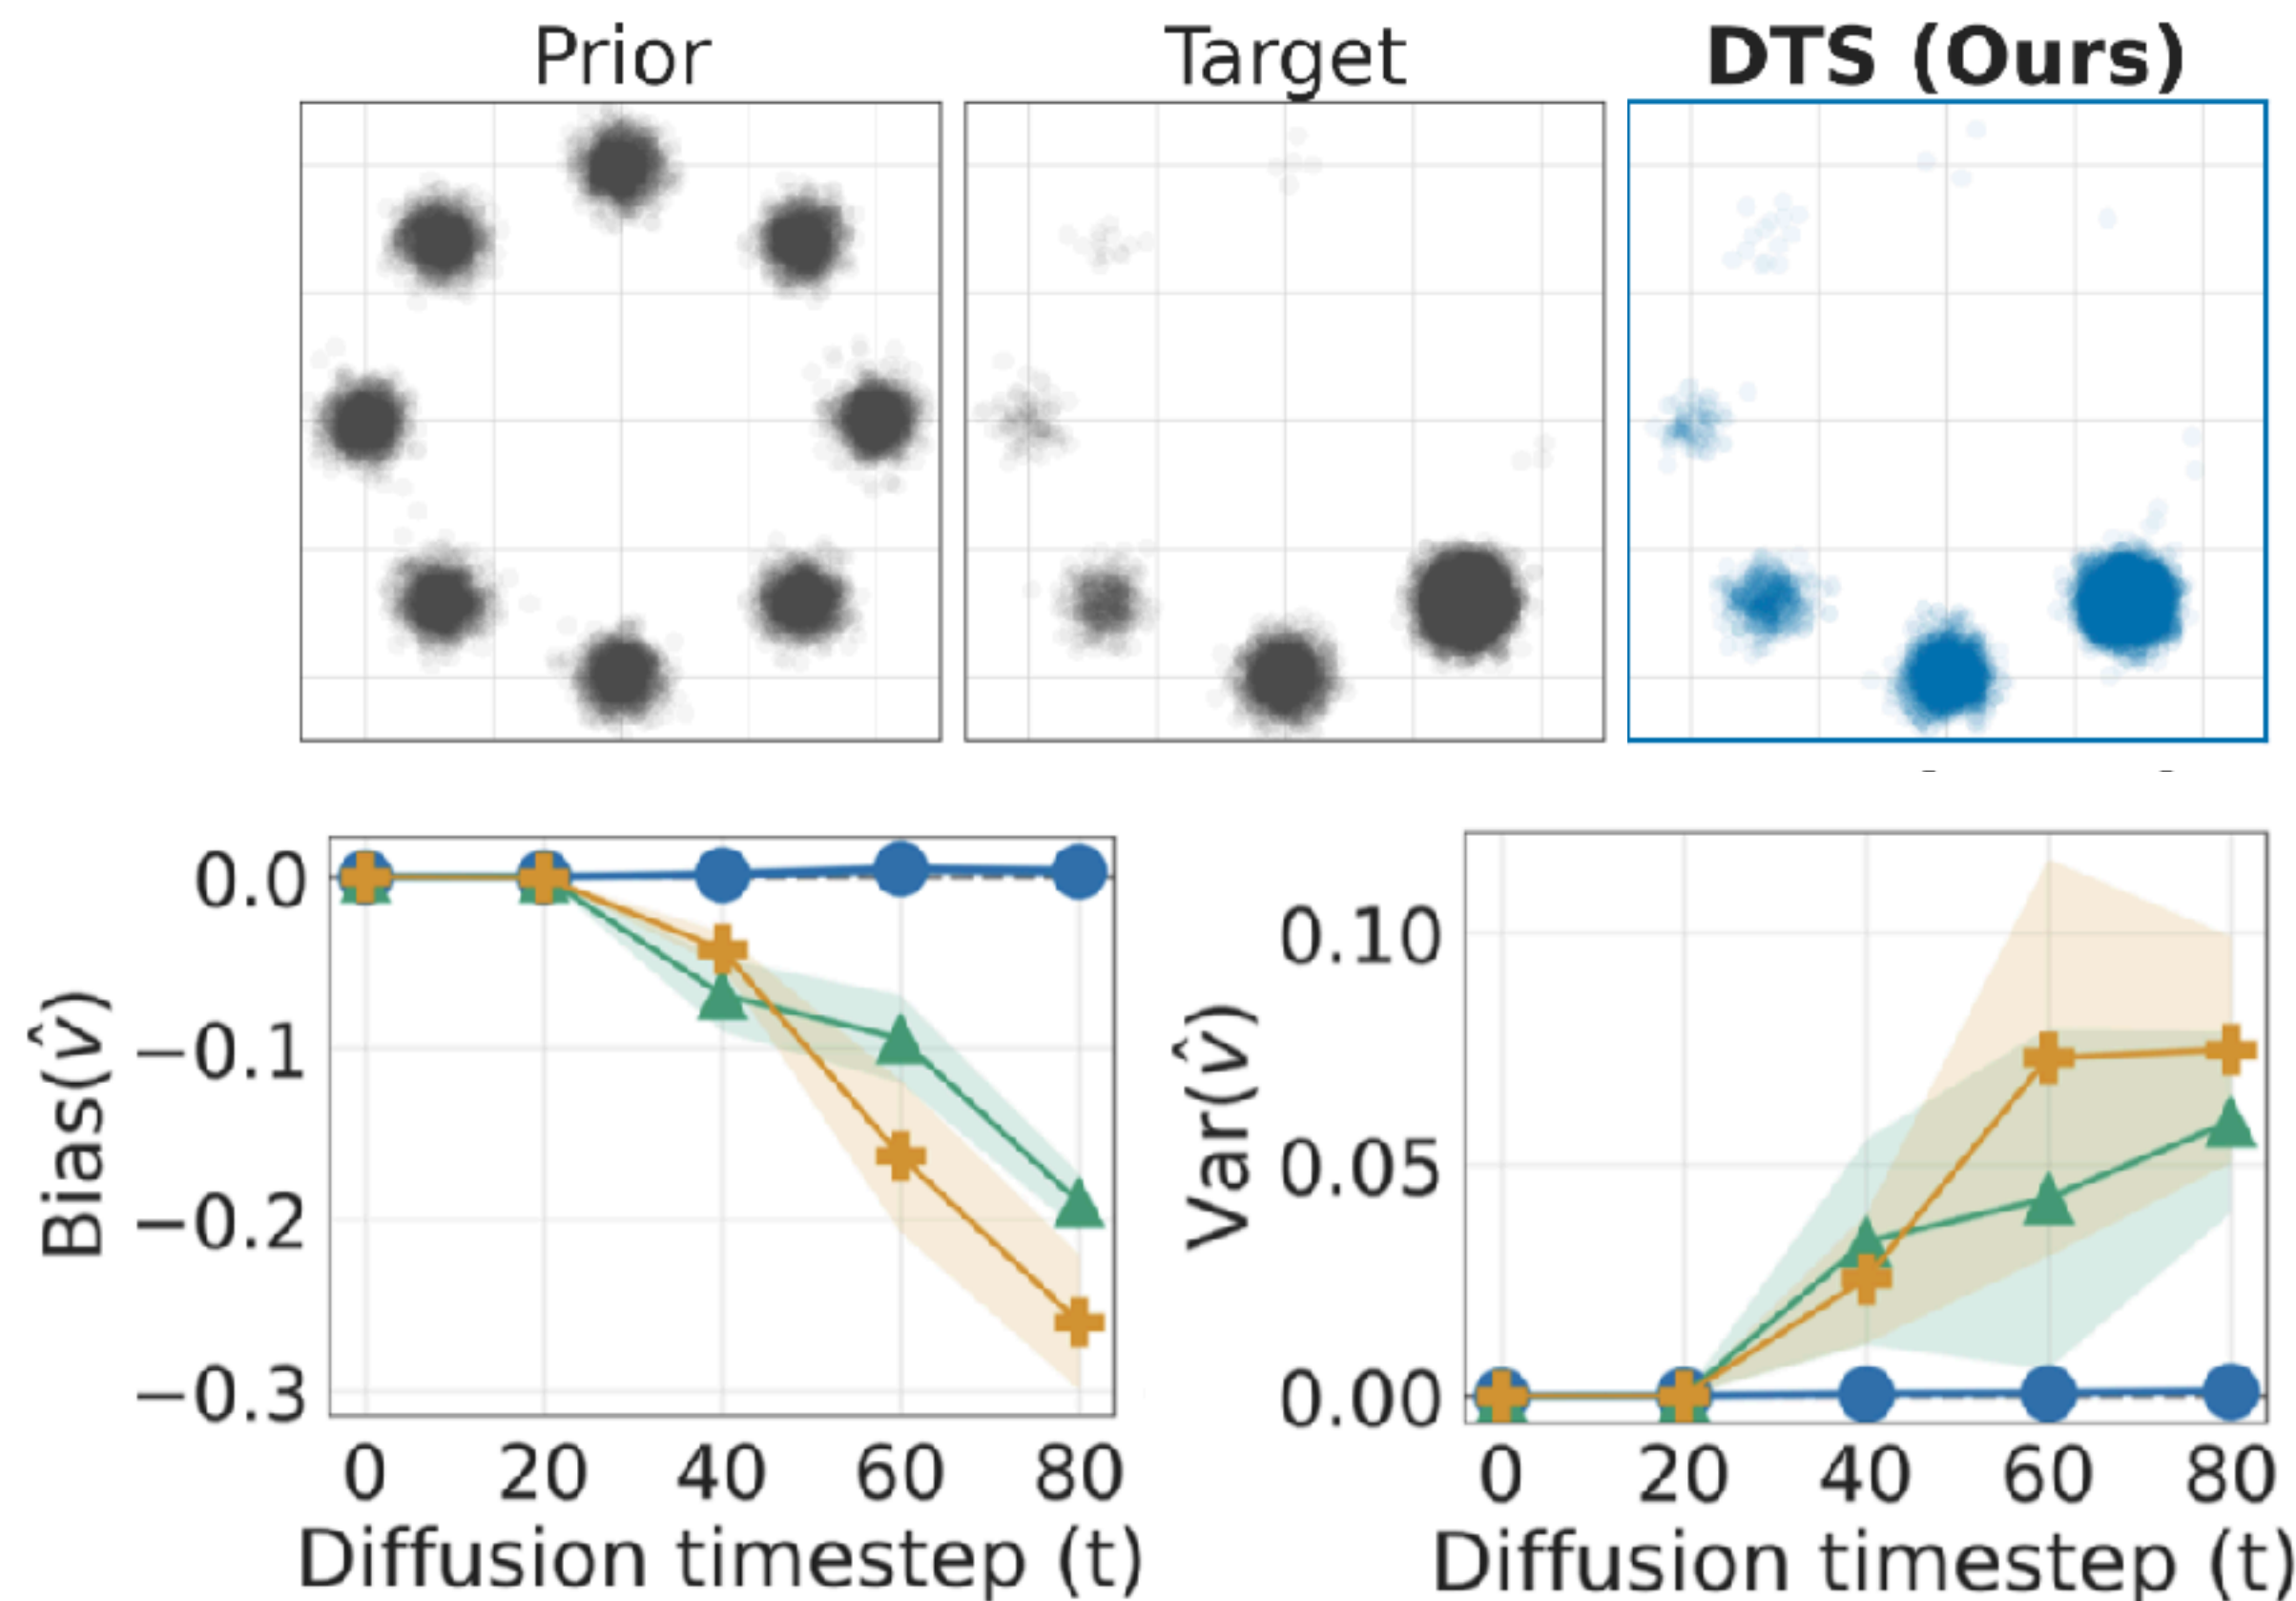 Prior
Target
DTS (Ours)
Bias(v̂)
0.0
−0.1
−0.2
−0.3
0 20 40 60 80
Diffusion timestep (t)
Var(v̂)
0.10
0.05
0.00
0 20 40 60 80
Diffusion timestep (t)